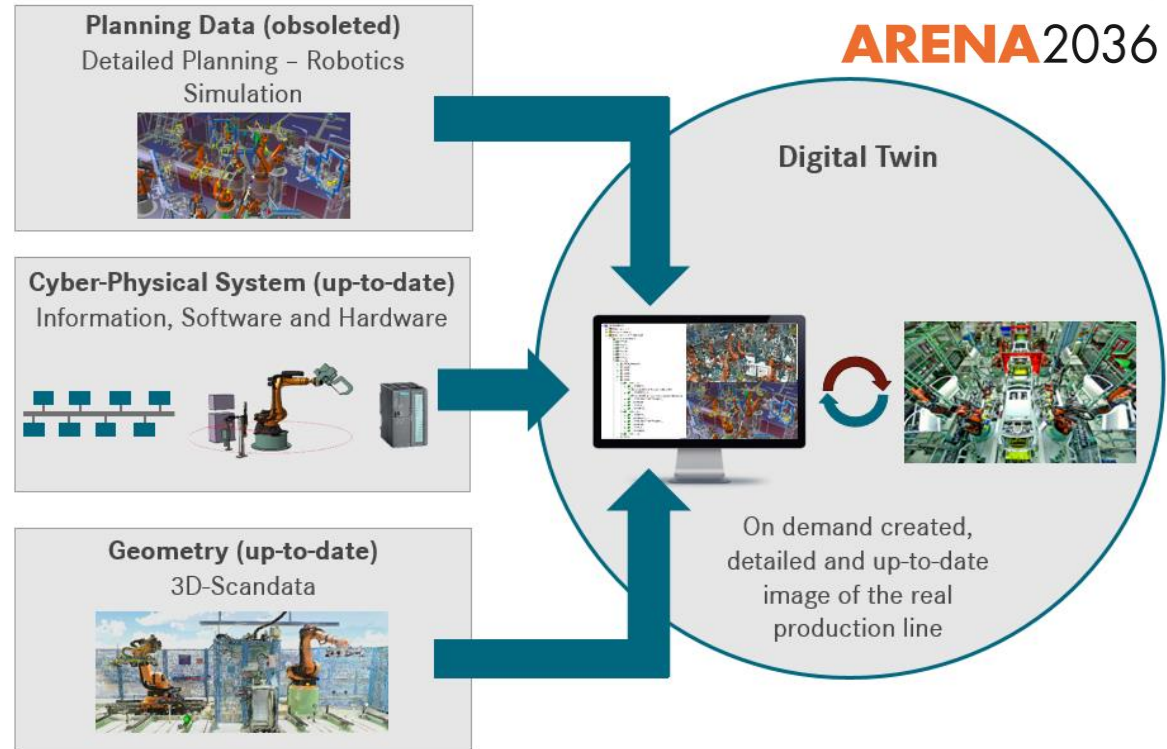 Planning Data (obsoleted)
Detailed Planning – Robotics
Simulation
ARENA2036
Digital Twin
Cyber-Physical System (up-to-date)
Information, Software and Hardware
Geometry (up-to-date)
3D-Scandata
On demand created,
detailed and up-to-date
image of the real
production line